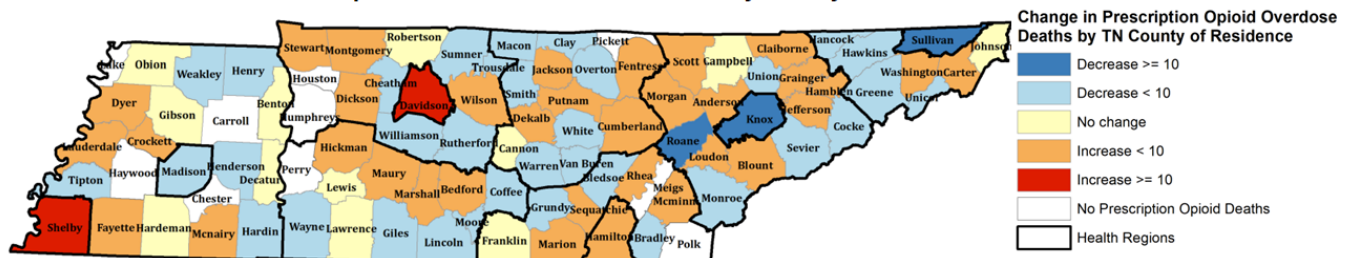 Change in Prescription Opioid Overdose
Deaths by TN County of Residence
Decrease >= 10
Decrease < 10
No change
Increase < 10
Increase >= 10
No Prescription Opioid Deaths
Health Regions
Lake
Obion
Weakley
Henry
Stewart
Montgomery
Robertson
Sumner
Macon
Clay
Pickett
Fentress
Scott
Campbell
Claiborne
Hancock
Hawkins
Sullivan
Johnson
Houston
Cheatham
Trousdale
Jackson
Overton
Union
Grainger
Washington
Carter
Dyer
Gibson
Carroll
Benton
Humphreys
Dickson
Davidson
Wilson
Smith
Putnam
Morgan
Anderson
Hamblen
Greene
Unicoi
Lauderdale
Crockett
Dekalb
Cumberland
Knox
Jefferson
Cocke
Haywood
Madison
Henderson
Decatur
Perry
Hickman
Williamson
Rutherford
Cannon
White
Roane
Loudon
Sevier
Tipton
Chester
Lewis
Maury
Marshall
Bedford
Coffee
Warren
Van Buren
Bledsoe
Rhea
Meigs
Mcminn
Blount
Monroe
Shelby
Fayette
Hardeman
Mcnairy
Hardin
Wayne
Lawrence
Giles
Lincoln
Moore
Franklin
Grundy
Sequatchie
Marion
Hamilton
Bradley
Polk